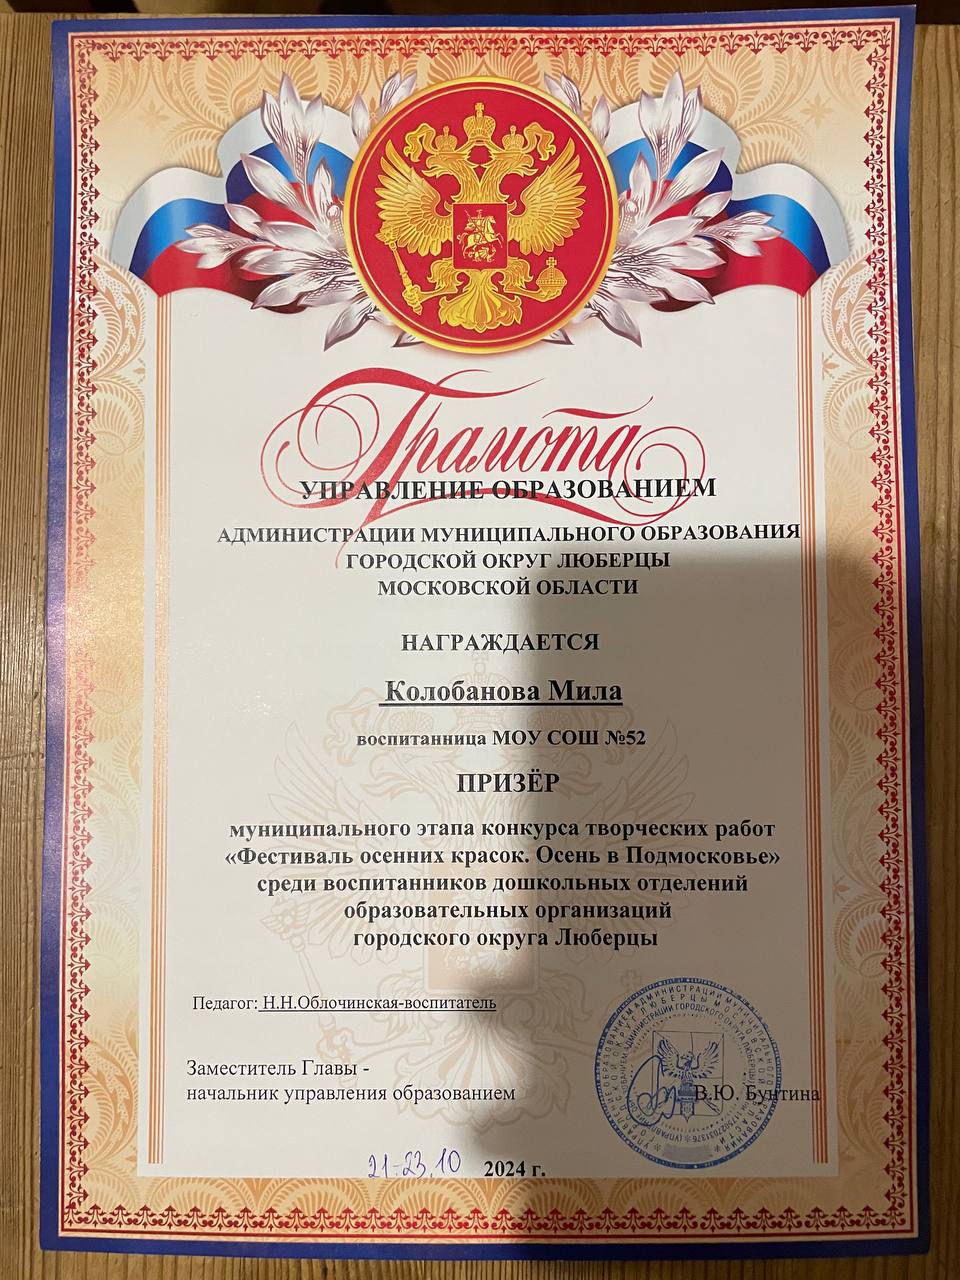 Грамота
УПРАВЛЕНИЕ ОБРАЗОВАНИЕМ
АДМИНИСТРАЦИИ МУНИЦИПАЛЬНОГО ОБРАЗОВАНИЯ
ГОРОДСКОЙ ОКРУГ ЛЮБЕРЦЫ
МОСКОВСКОЙ ОБЛАСТИ
НАГРАЖДАЕТСЯ
Колобанова Мила
воспитанница МОУ СОШ №52
ПРИЗЁР
муниципального этапа конкурса творческих работ
«Фестиваль осенних красок. Осень в Подмосковье»
среди воспитанников дошкольных отделений
образовательных организаций
городского округа Люберцы
Педагог: Н.Н.Облочинская-воспитатель
Заместитель Главы -
начальник управления образованием
В.Ю. Бунтина
21-23.10 2024 г.